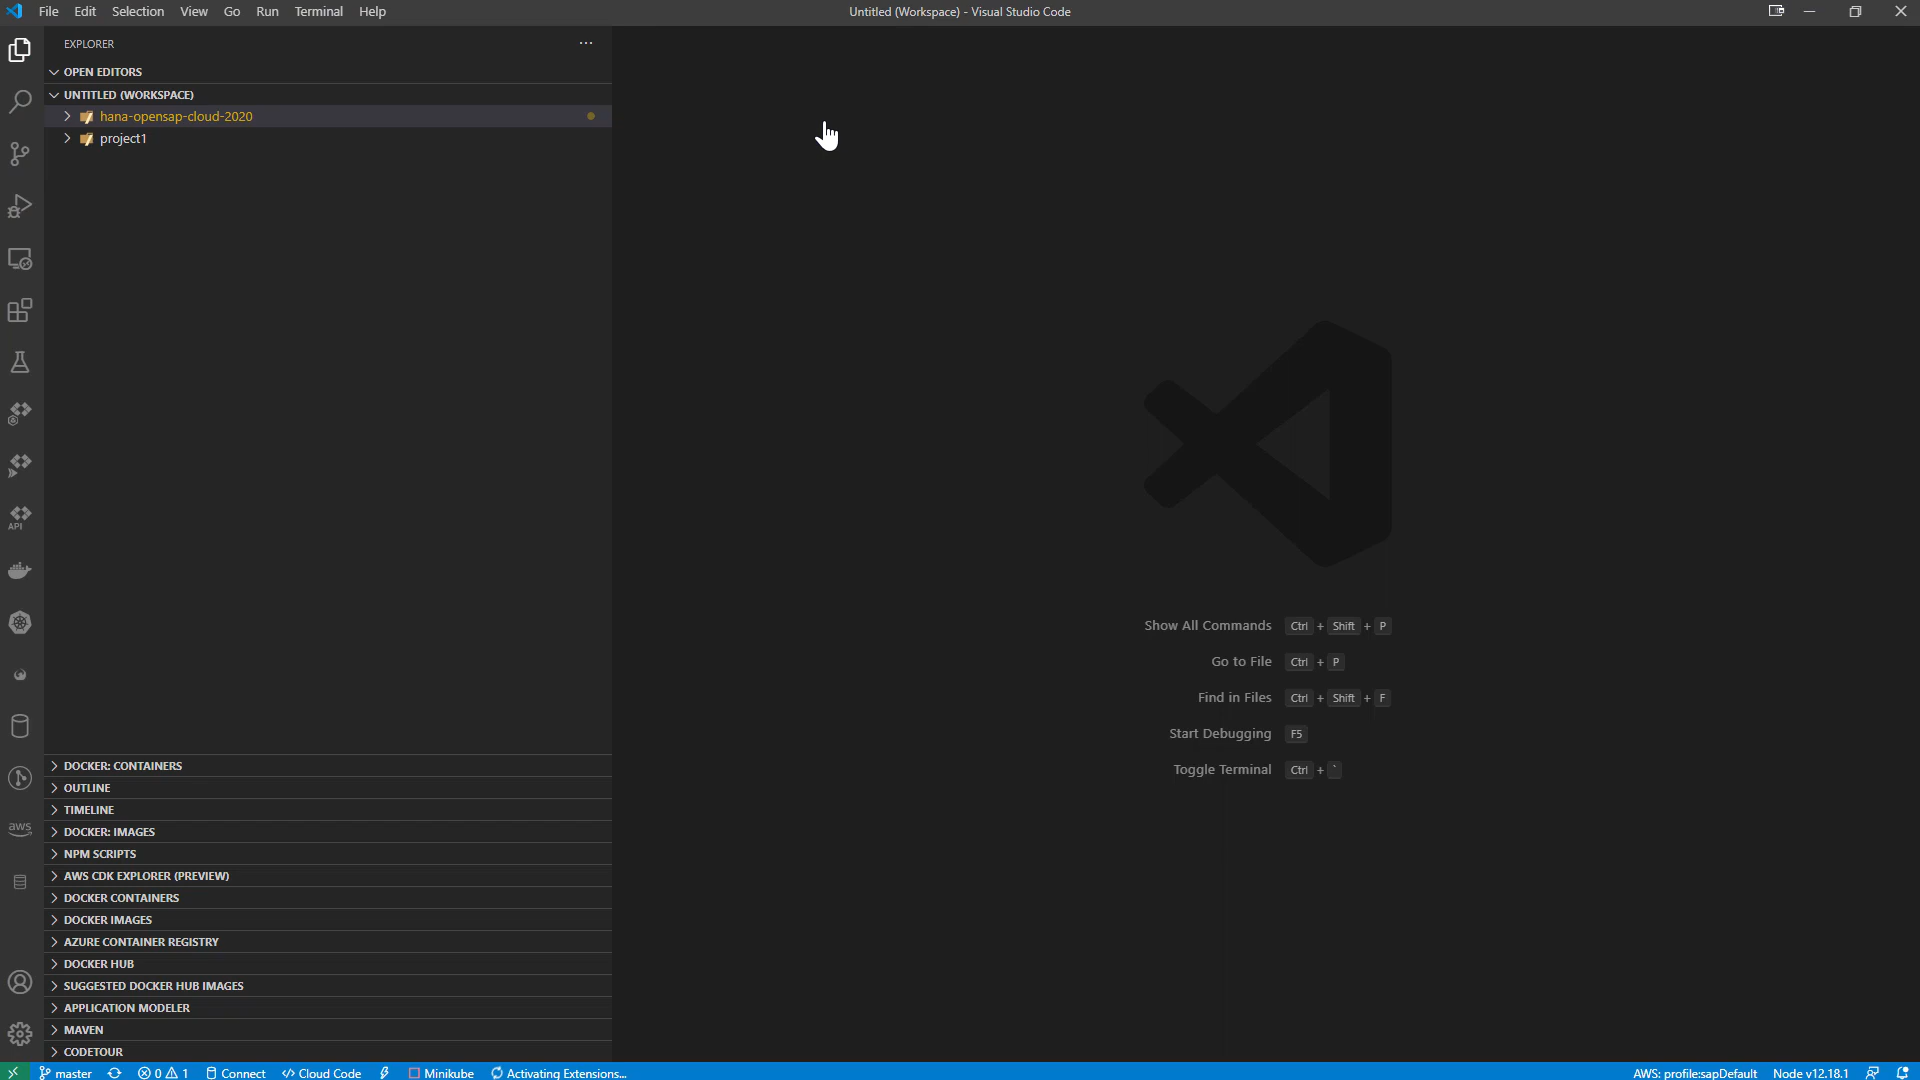 File Edit Selection View Go Run Terminal Help
Untitled (Workspace) - Visual Studio Code
EXPLORER
OPEN EDITORS
UNTITLED (WORKSPACE)
hana-opensap-cloud-2020
project1
API
aws
Show All Commands Ctrl + Shift + P
Go to File Ctrl + P
Find in Files Ctrl + Shift + F
Start Debugging F5
Toggle Terminal Ctrl + `
DOCKER: CONTAINERS
OUTLINE
TIMELINE
DOCKER: IMAGES
NPM SCRIPTS
AWS CDK EXPLORER (PREVIEW)
DOCKER CONTAINERS
DOCKER IMAGES
AZURE CONTAINER REGISTRY
DOCKER HUB
SUGGESTED DOCKER HUB IMAGES
APPLICATION MODELER
MAVEN
CODETOUR
master 0 1 Connect Cloud Code Minikube Activating Extensions... AWS: profile:sapDefault Node v12.18.1